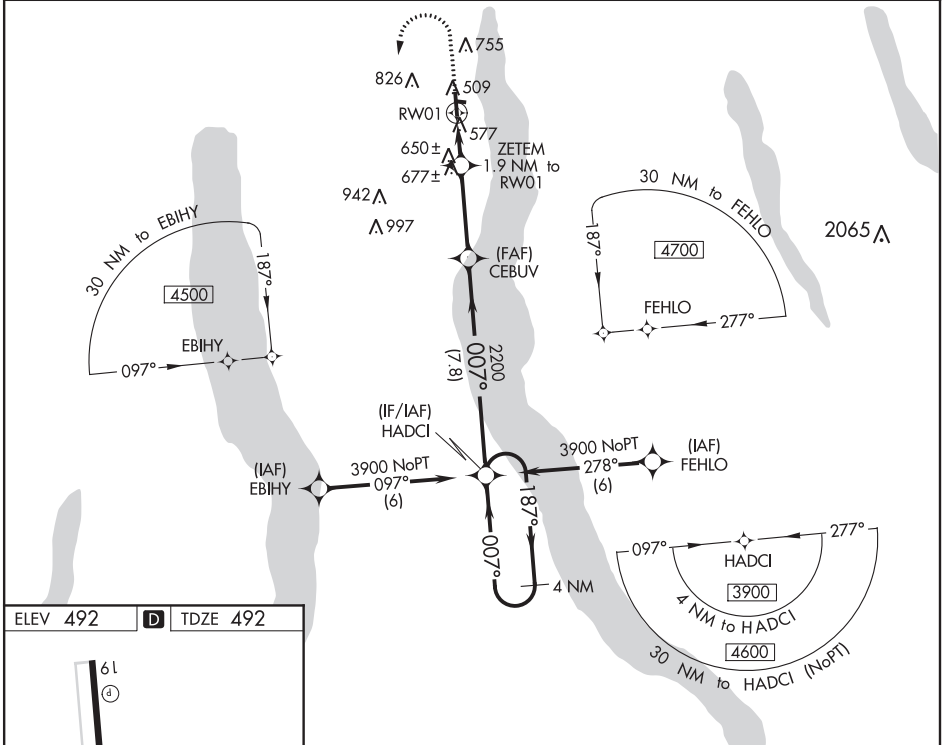 755
826
509
RW01
577
650±
ZETEM
1.9 NM to
RW01
677±
942
997
30 NM to EBIHY
187°
4500
EBIHY
097°
(FAF)
CEBUV
30 NM to FEHLO
187°
4700
FEHLO
277°
2065
2200
007°
(7.8)
(IF/IAF)
HADCI
(IAF)
EBIHY
3900 NoPT
097°
(6)
3900 NoPT
278°
(6)
(IAF)
FEHLO
187°
007°
4 NM
097°
277°
HADCI
3900
4 NM to HADCI
4600
30 NM to HADCI (NoPT)
ELEV 492
D
TDZE 492
19
P